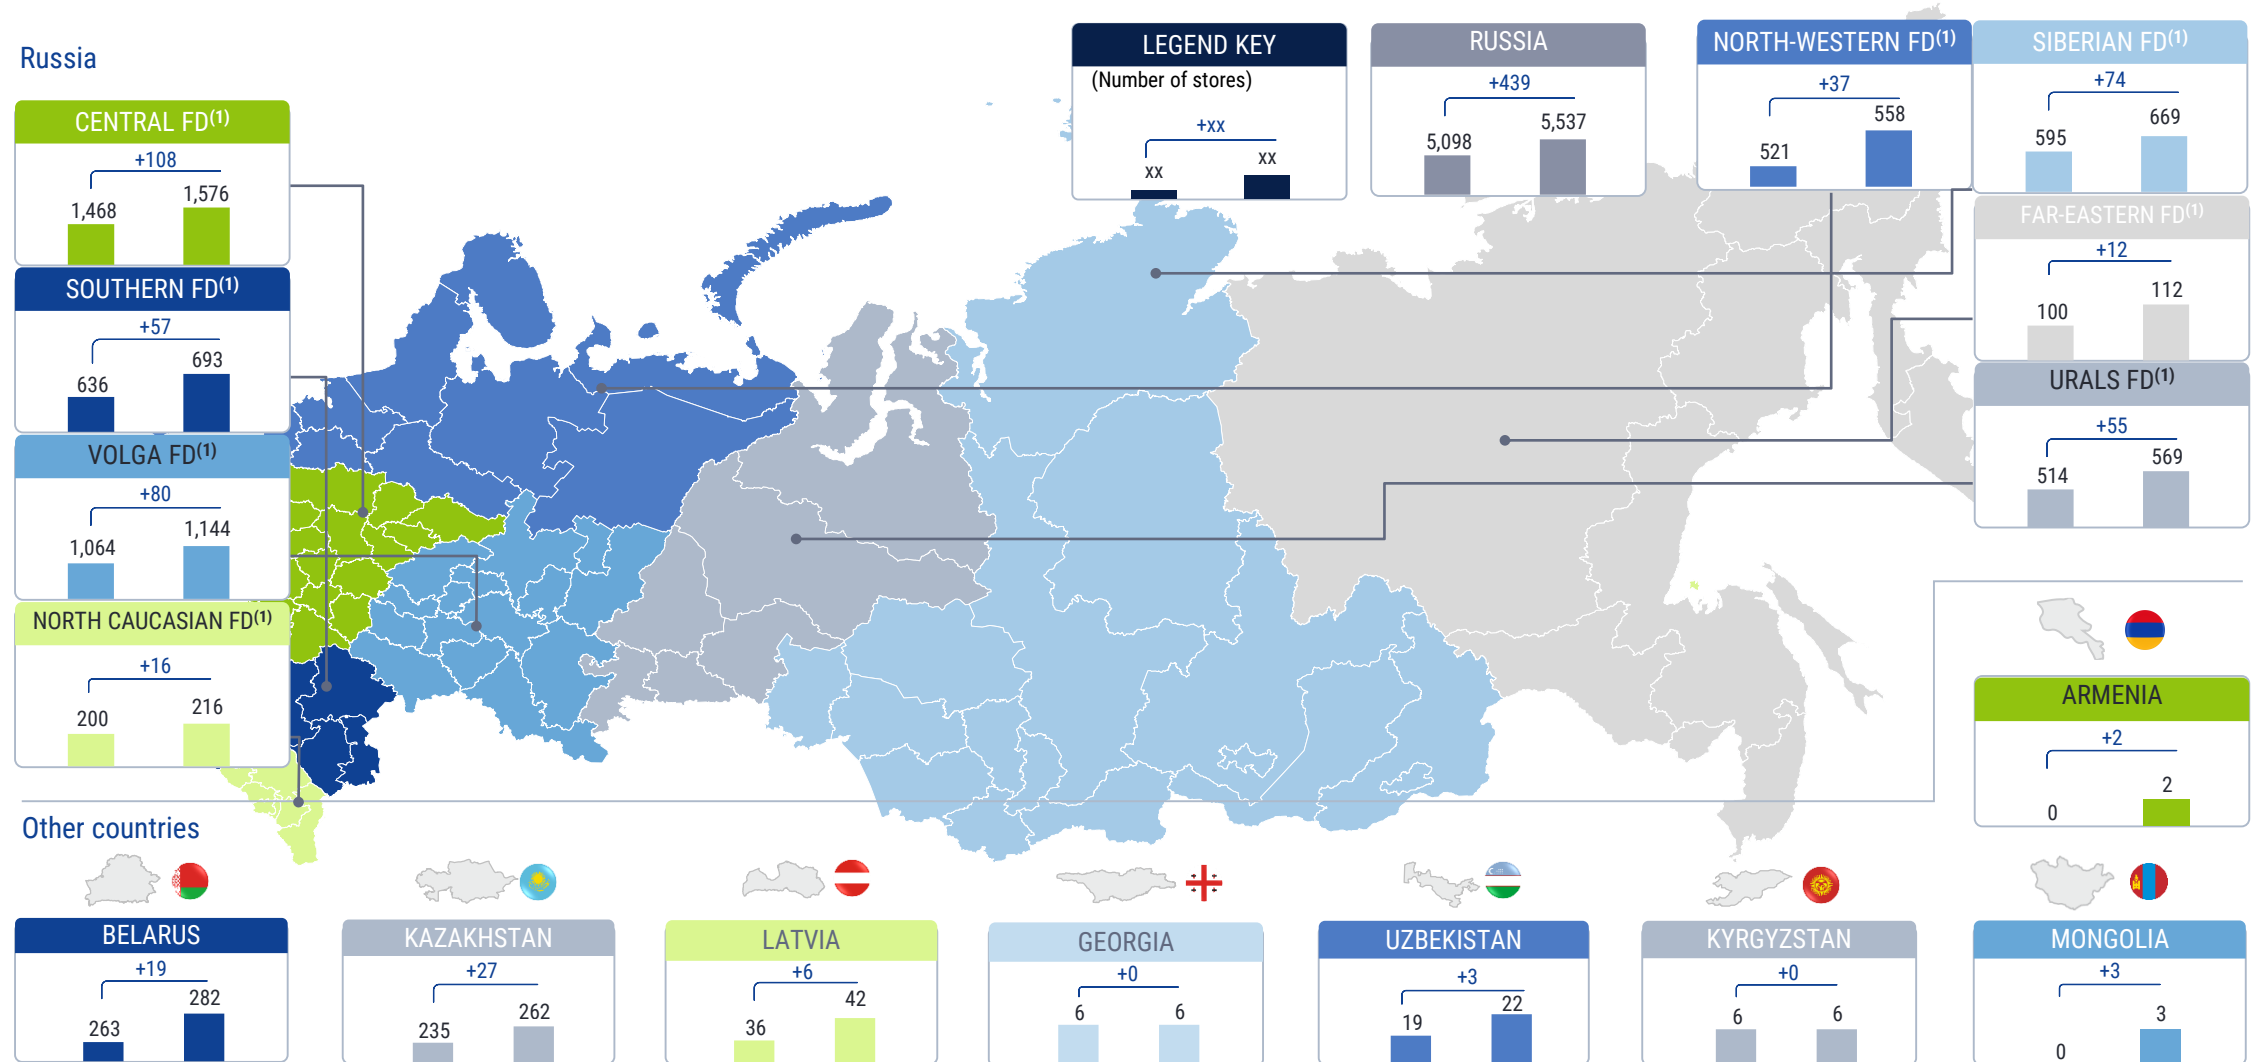 Russia
CENTRAL FD(1)
+108
1,468
1,576
SOUTHERN FD(1)
+57
636
693
VOLGA FD(1)
+80
1,064
1,144
NORTH CAUCASIAN FD(1)
+16
200
216
LEGEND KEY
(Number of stores)
+xx
xx
xx
RUSSIA
+439
5,098
5,537
NORTH-WESTERN FD(1)
+37
521
558
SIBERIAN FD(1)
+74
595
669
FAR-EASTERN FD(1)
+12
100
112
URALS FD(1)
+55
514
569
ARMENIA
+2
0
2
Other countries
BELARUS
+19
263
282
KAZAKHSTAN
+27
235
262
LATVIA
+6
36
42
GEORGIA
+0
6
6
UZBEKISTAN
+3
19
22
KYRGYZSTAN
+0
6
6
MONGOLIA
+3
0
3